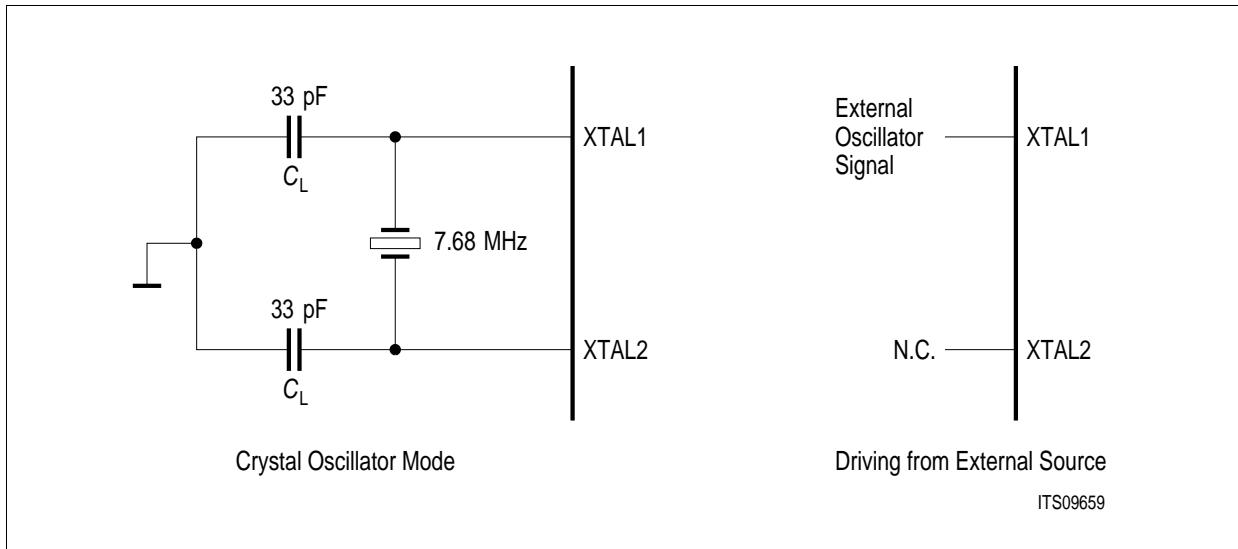 33 pF
C_L
XTAL1
7.68 MHz
33 pF
C_L
XTAL2
Crystal Oscillator Mode
External
Oscillator
Signal
XTAL1
N.C.
XTAL2
Driving from External Source
ITS09659